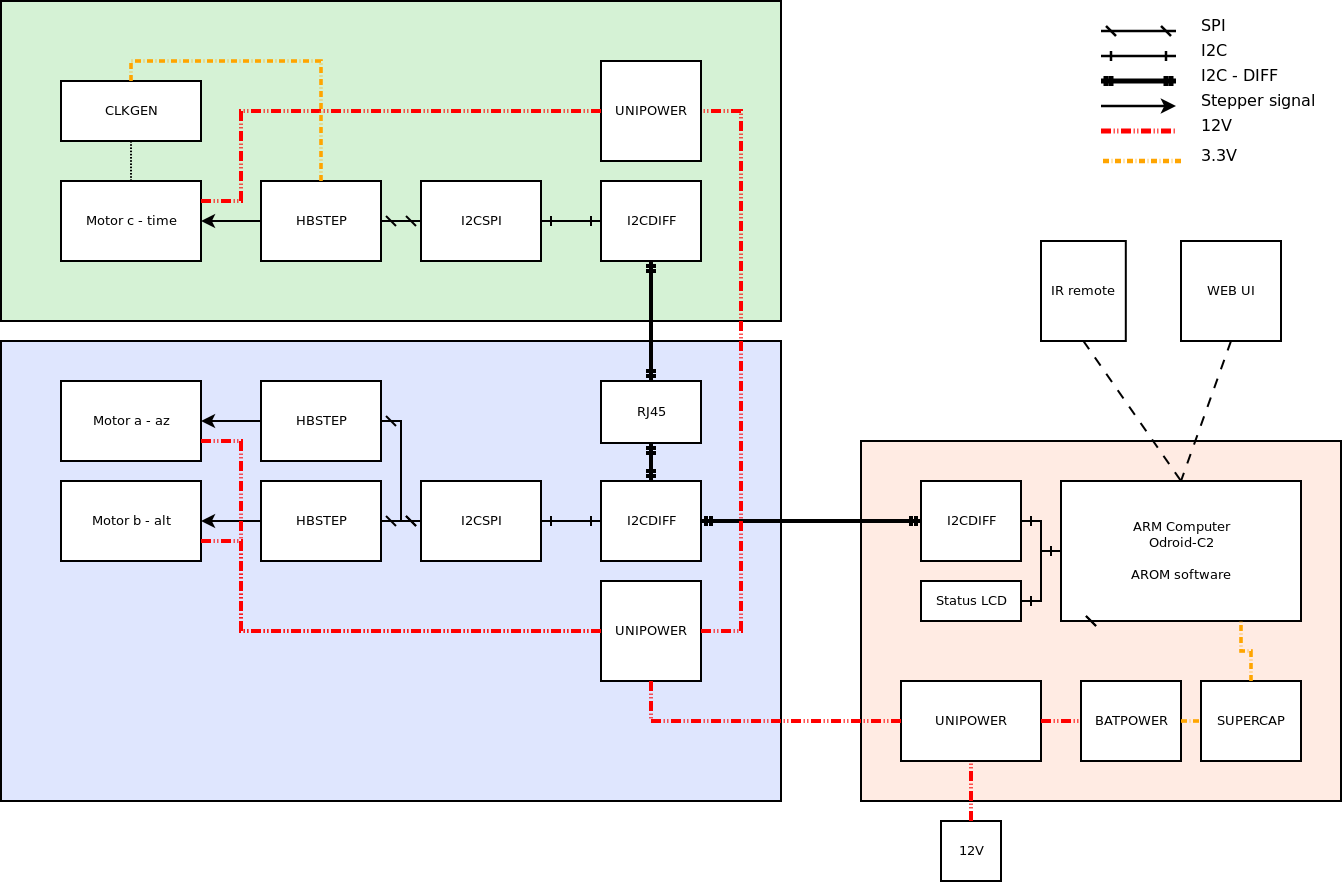 SPI
I2C
I2C - DIFF
Stepper signal
12V
3.3V
CLKGEN
UNIPOWER
Motor c - time
HBSTEP
I2CSPI
I2CDIFF
IR remote
WEB UI
Motor a - az
HBSTEP
RJ45
Motor b - alt
HBSTEP
I2CSPI
I2CDIFF
UNIPOWER
I2CDIFF
Status LCD
ARM Computer
Odroid-C2
AROM software
UNIPOWER
BATPOWER
SUPERCAP
12V